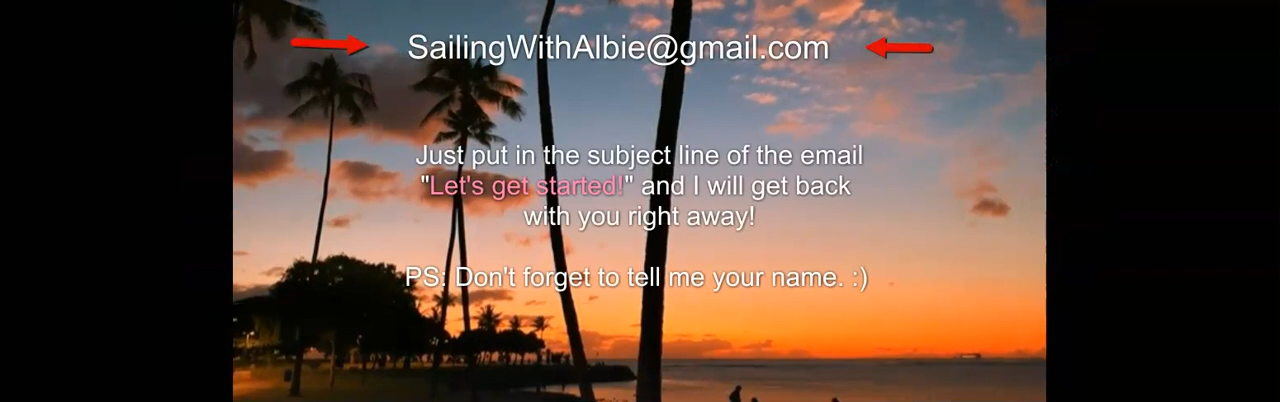 SailingWithAlbie@gmail.com
Just put in the subject line of the email
"Let's get started!" and I will get back
with you right away!
PS: Don't forget to tell me your name. :)